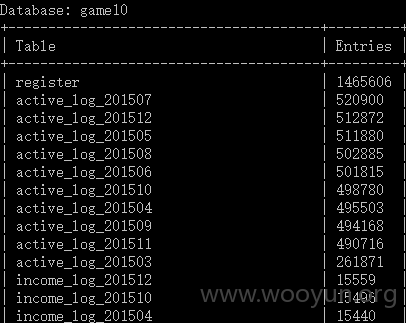 Database: game10
Table Entries
register 1465606
active_log_201507 520900
active_log_201512 512872
active_log_201505 511880
active_log_201508 502885
active_log_201506 501815
active_log_201510 498780
active_log_201504 495503
active_log_201509 494168
active_log_201511 490716
active_log_201503 261871
income_log_201512 15559
income_log_201510 15496
income_log_201504 15440
www.wooyun.org